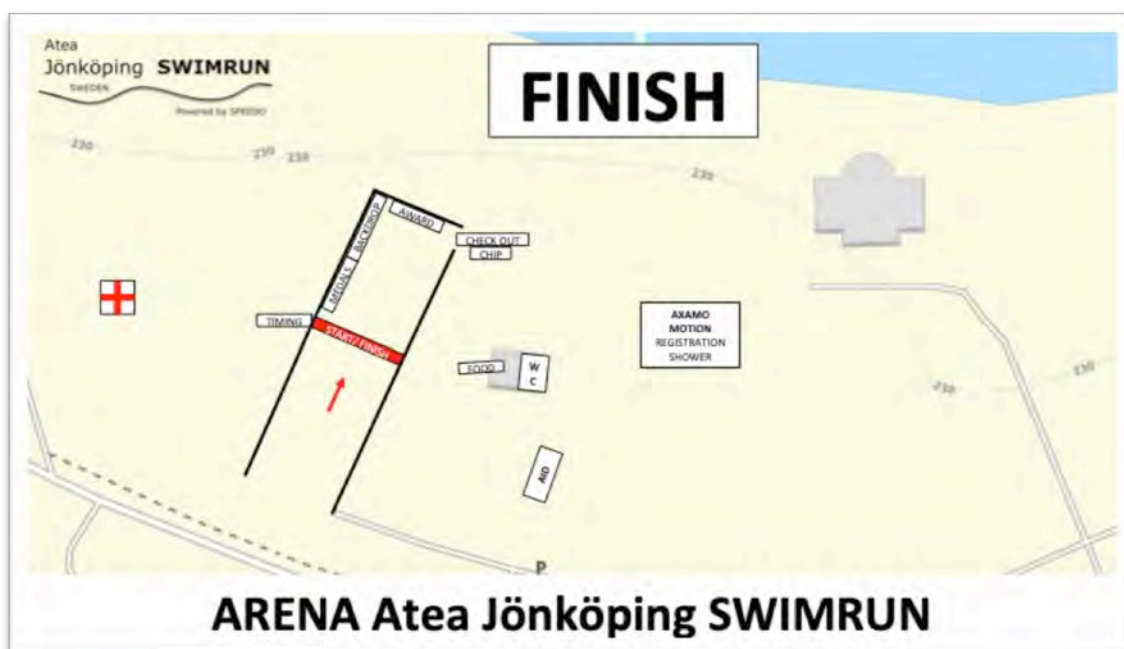 Atea
Jönköping SWIMRUN
SWEDEN
Powered by SPEEDO
FINISH
230
230
230
230
AWARD
BACKDROP
MEDALS
CHECK OUT
CHIP
TIMING
START/ FINISH
AXAMO
MOTION
REGISTRATION
SHOWER
FOOD
W
C
AID
230
230
P
ARENA Atea Jönköping SWIMRUN